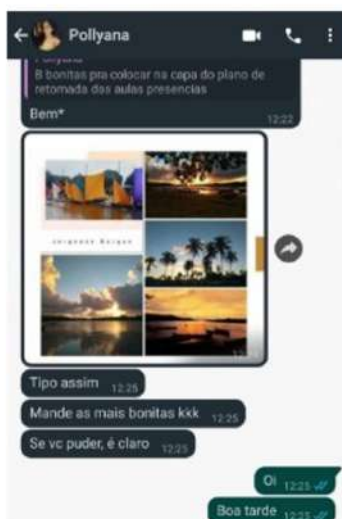 Pollyana
Pollyana
B bonitas pra colocar na capa do plano de
retomada das aulas presencias
Bem*
12:22
Tipo assim 12:25
Mande as mais bonitas kkk 12:25
Se vc puder, é claro 12:25
Oi 12:25
Boa tarde 12:25